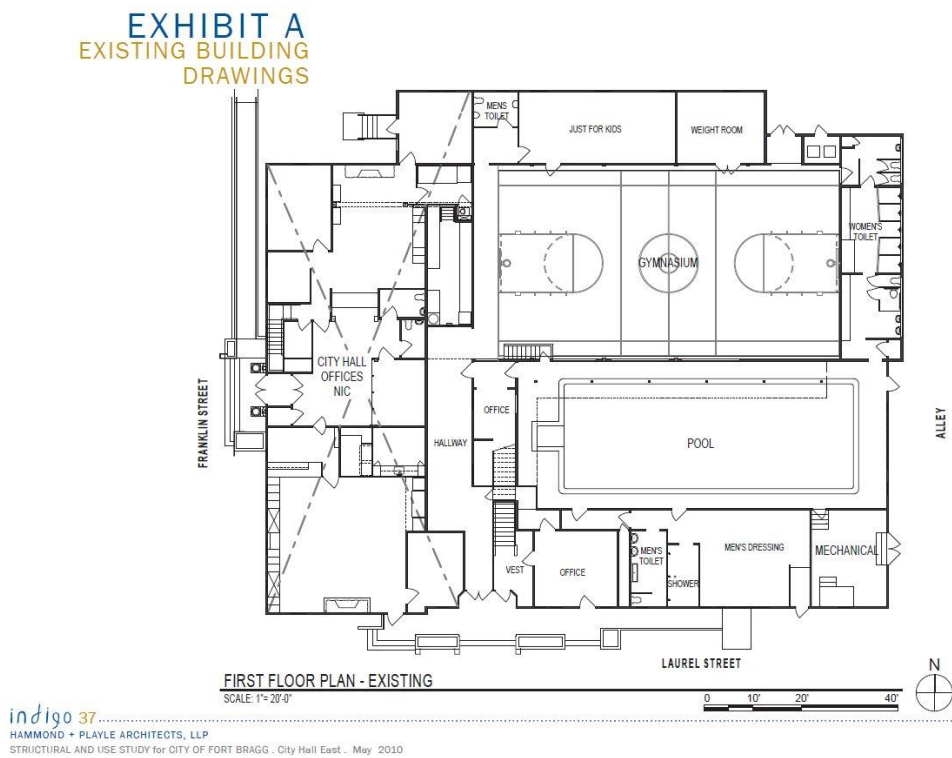 EXHIBIT A
EXISTING BUILDING
DRAWINGS
MENS
TOILET
JUST FOR KIDS
WEIGHT ROOM
WOMEN'S
TOILET
GYMNASIUM
CITY HALL
OFFICES
NIC
FRANKLIN STREET
OFFICE
HALLWAY
POOL
ALLEY
VEST
OFFICE
MEN'S
TOILET
SHOWER
MEN'S DRESSING
MECHANICAL
LAUREL STREET
N
FIRST FLOOR PLAN - EXISTING
SCALE: 1"= 20'-0"
0 10' 20' 40'
indigo 37
HAMMOND + PLAYLE ARCHITECTS, LLP
STRUCTURAL AND USE STUDY for CITY OF FORT BRAGG . City Hall East . May 2010